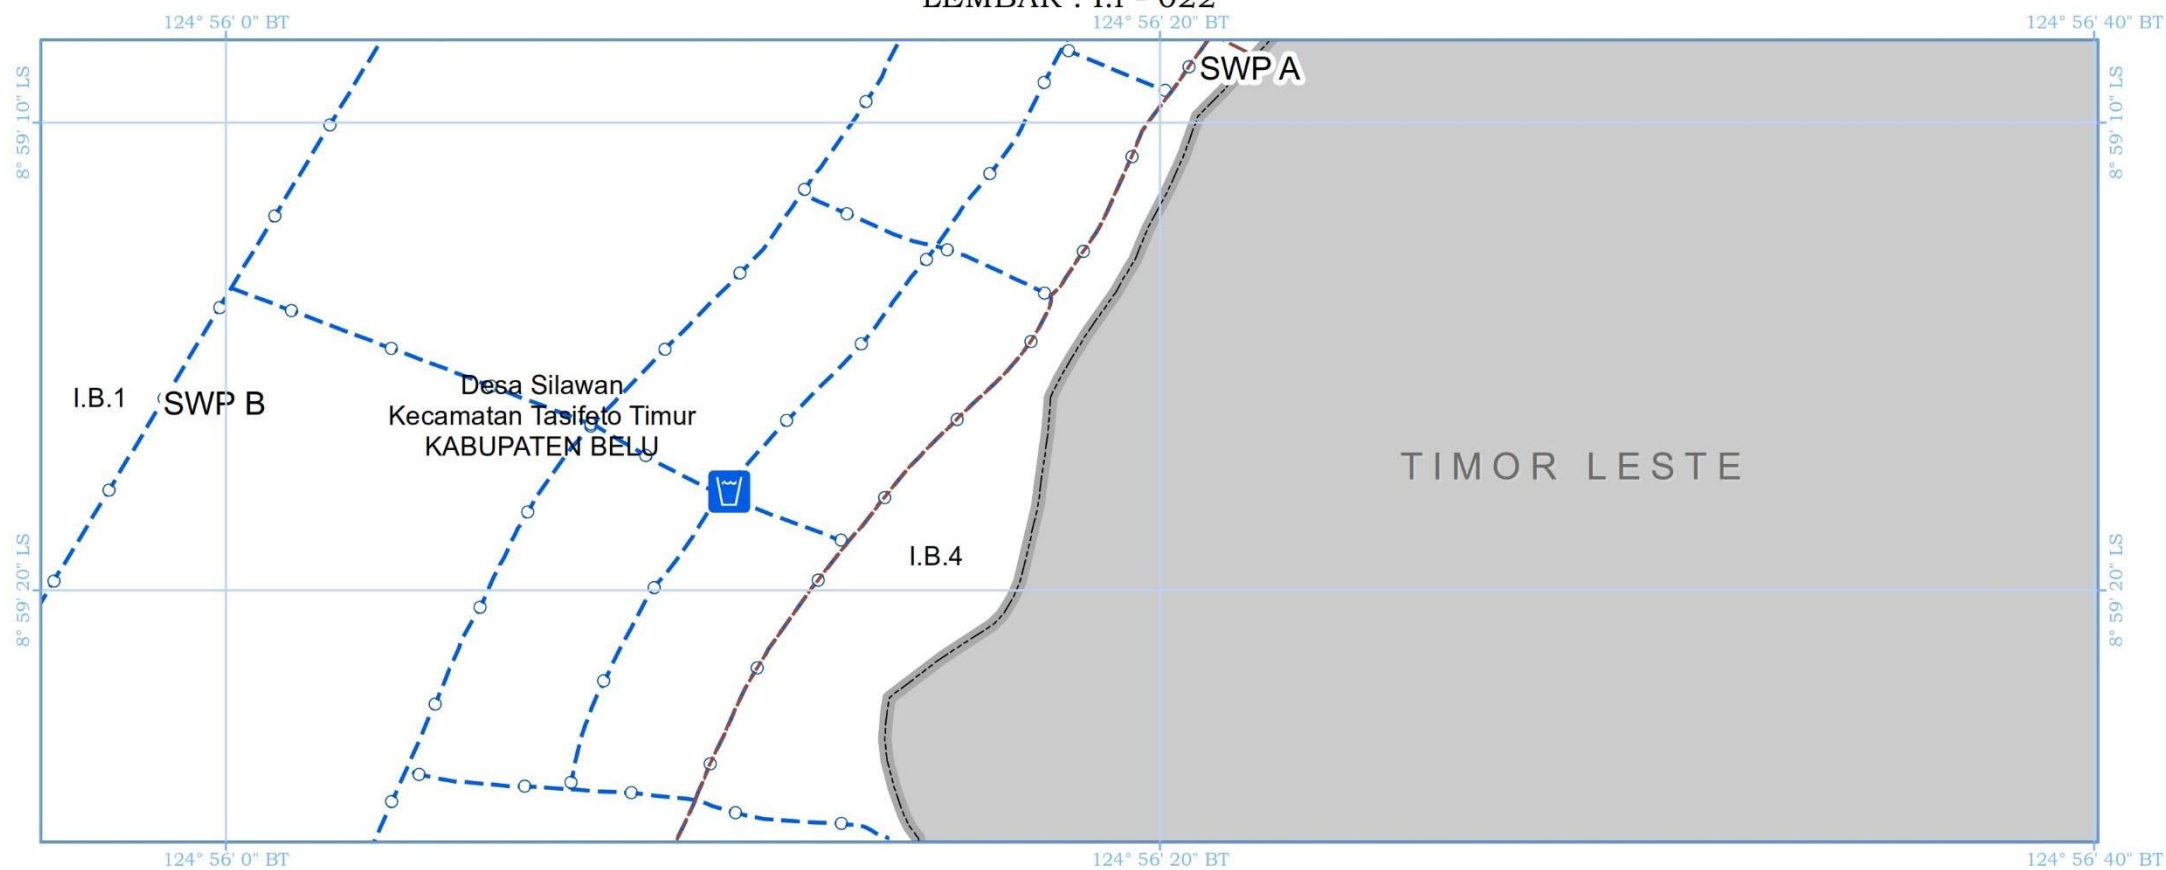 LEMBAR : I.I - 022
124° 56' 0" BT
124° 56' 20" BT
124° 56' 40" BT
8° 59' 10" LS
8° 59' 10" LS
SWP A
I.B.1
SWP B
Desa Silawan
Kecamatan Tasifeto Timur
KABUPATEN BELU
TIMOR LESTE
I.B.4
8° 59' 20" LS
8° 59' 20" LS
124° 56' 0" BT
124° 56' 20" BT
124° 56' 40" BT